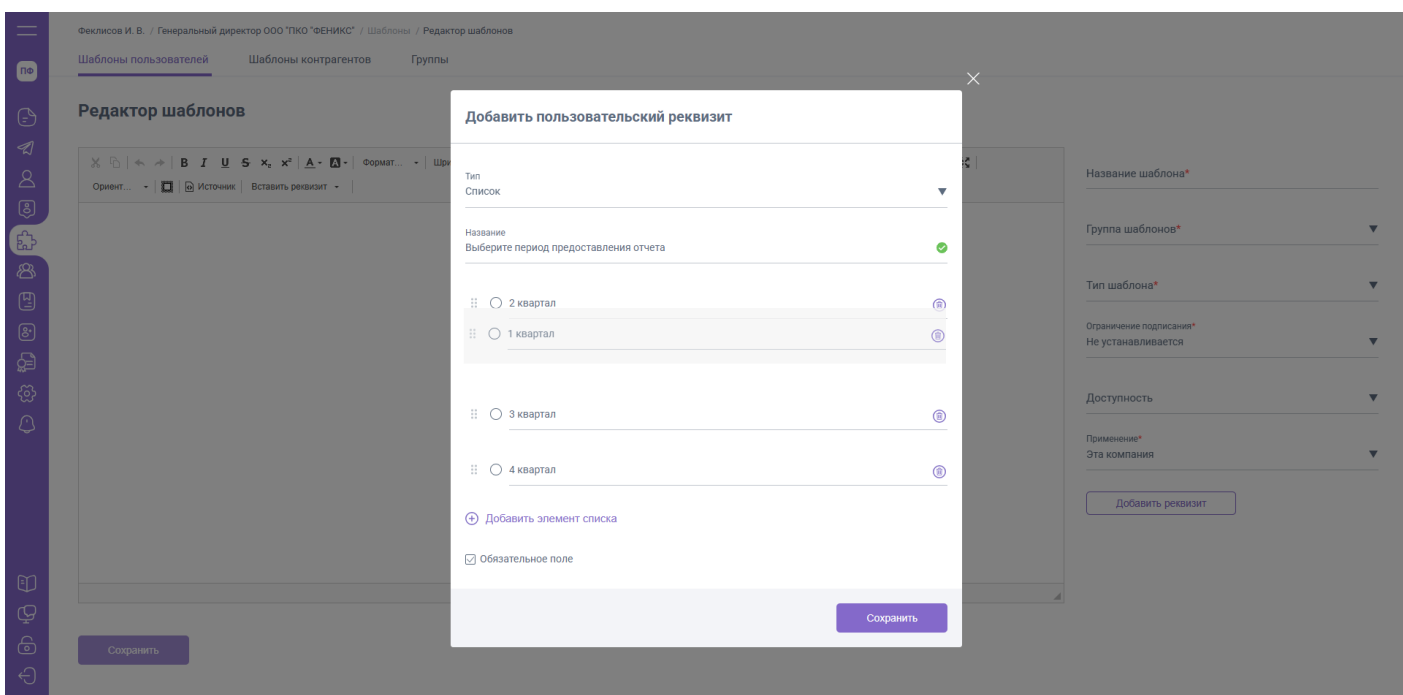 Феклисов И. В. / Генеральный директор ООО "ПКО "ФЕНИКС" / Шаблоны / Редактор шаблонов
Шаблоны пользователей Шаблоны контрагентов Группы
ПФ
Редактор шаблонов
B I U S x₂ x² A A Формат...
Ориент... Источник Вставить реквизит
Добавить пользовательский реквизит
Тип
Список
Название
Выберите период предоставления отчета
2 квартал
1 квартал
3 квартал
4 квартал
Добавить элемент списка
Обязательное поле
Сохранить
Название шаблона*
Группа шаблонов*
Тип шаблона*
Ограничение подписания*
Не устанавливается
Доступность
Применение*
Эта компания
Добавить реквизит
Сохранить